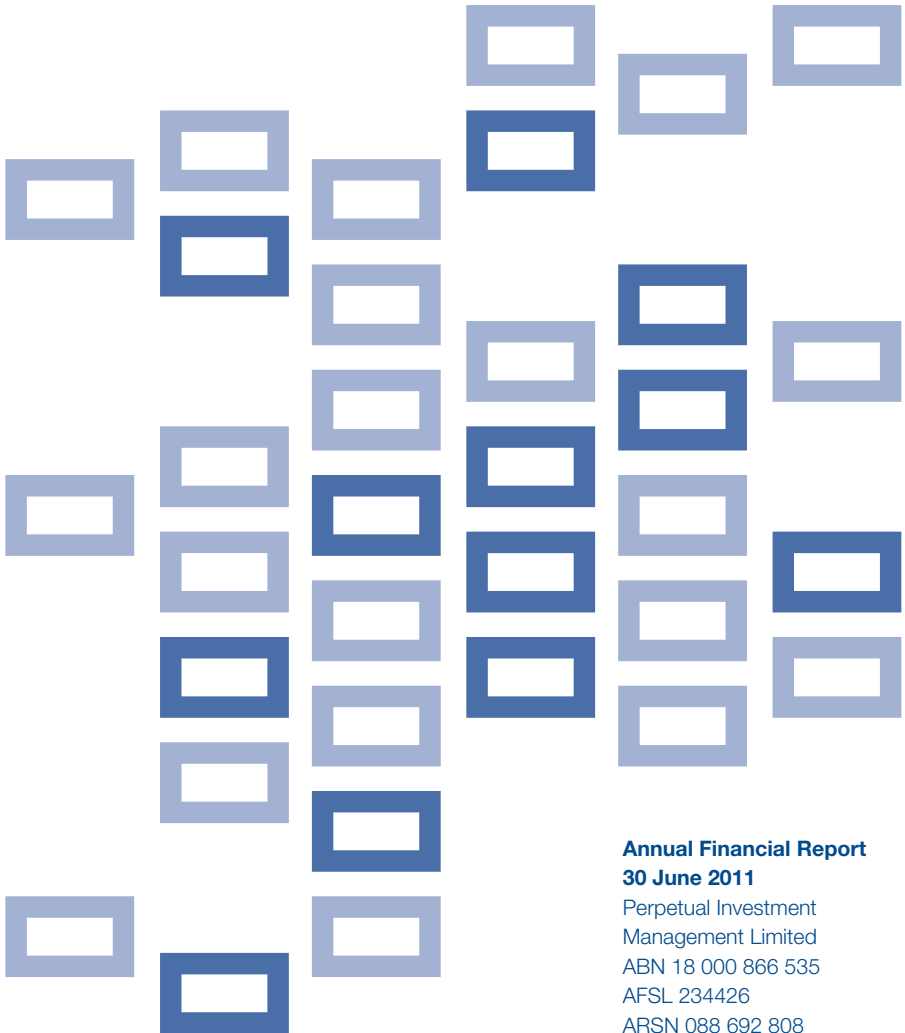 Annual Financial Report
30 June 2011
Perpetual Investment
Management Limited
ABN 18 000 866 535
AFSL 234426
ARSN 088 692 808